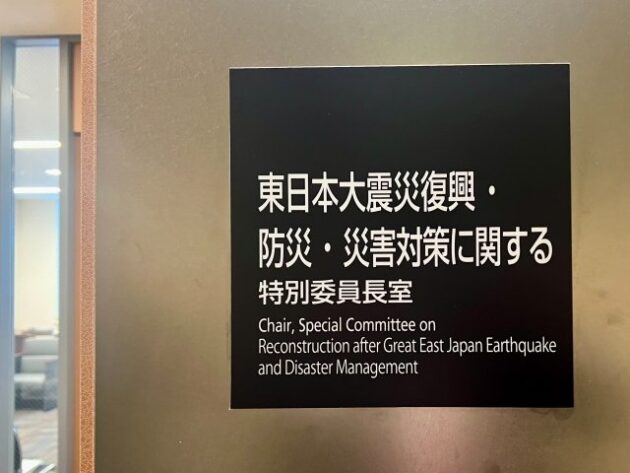 東日本大震災復興・
防災・災害対策に関する
特別委員長室
Chair, Special Committee on
Reconstruction after Great East Japan Earthquake
and Disaster Management